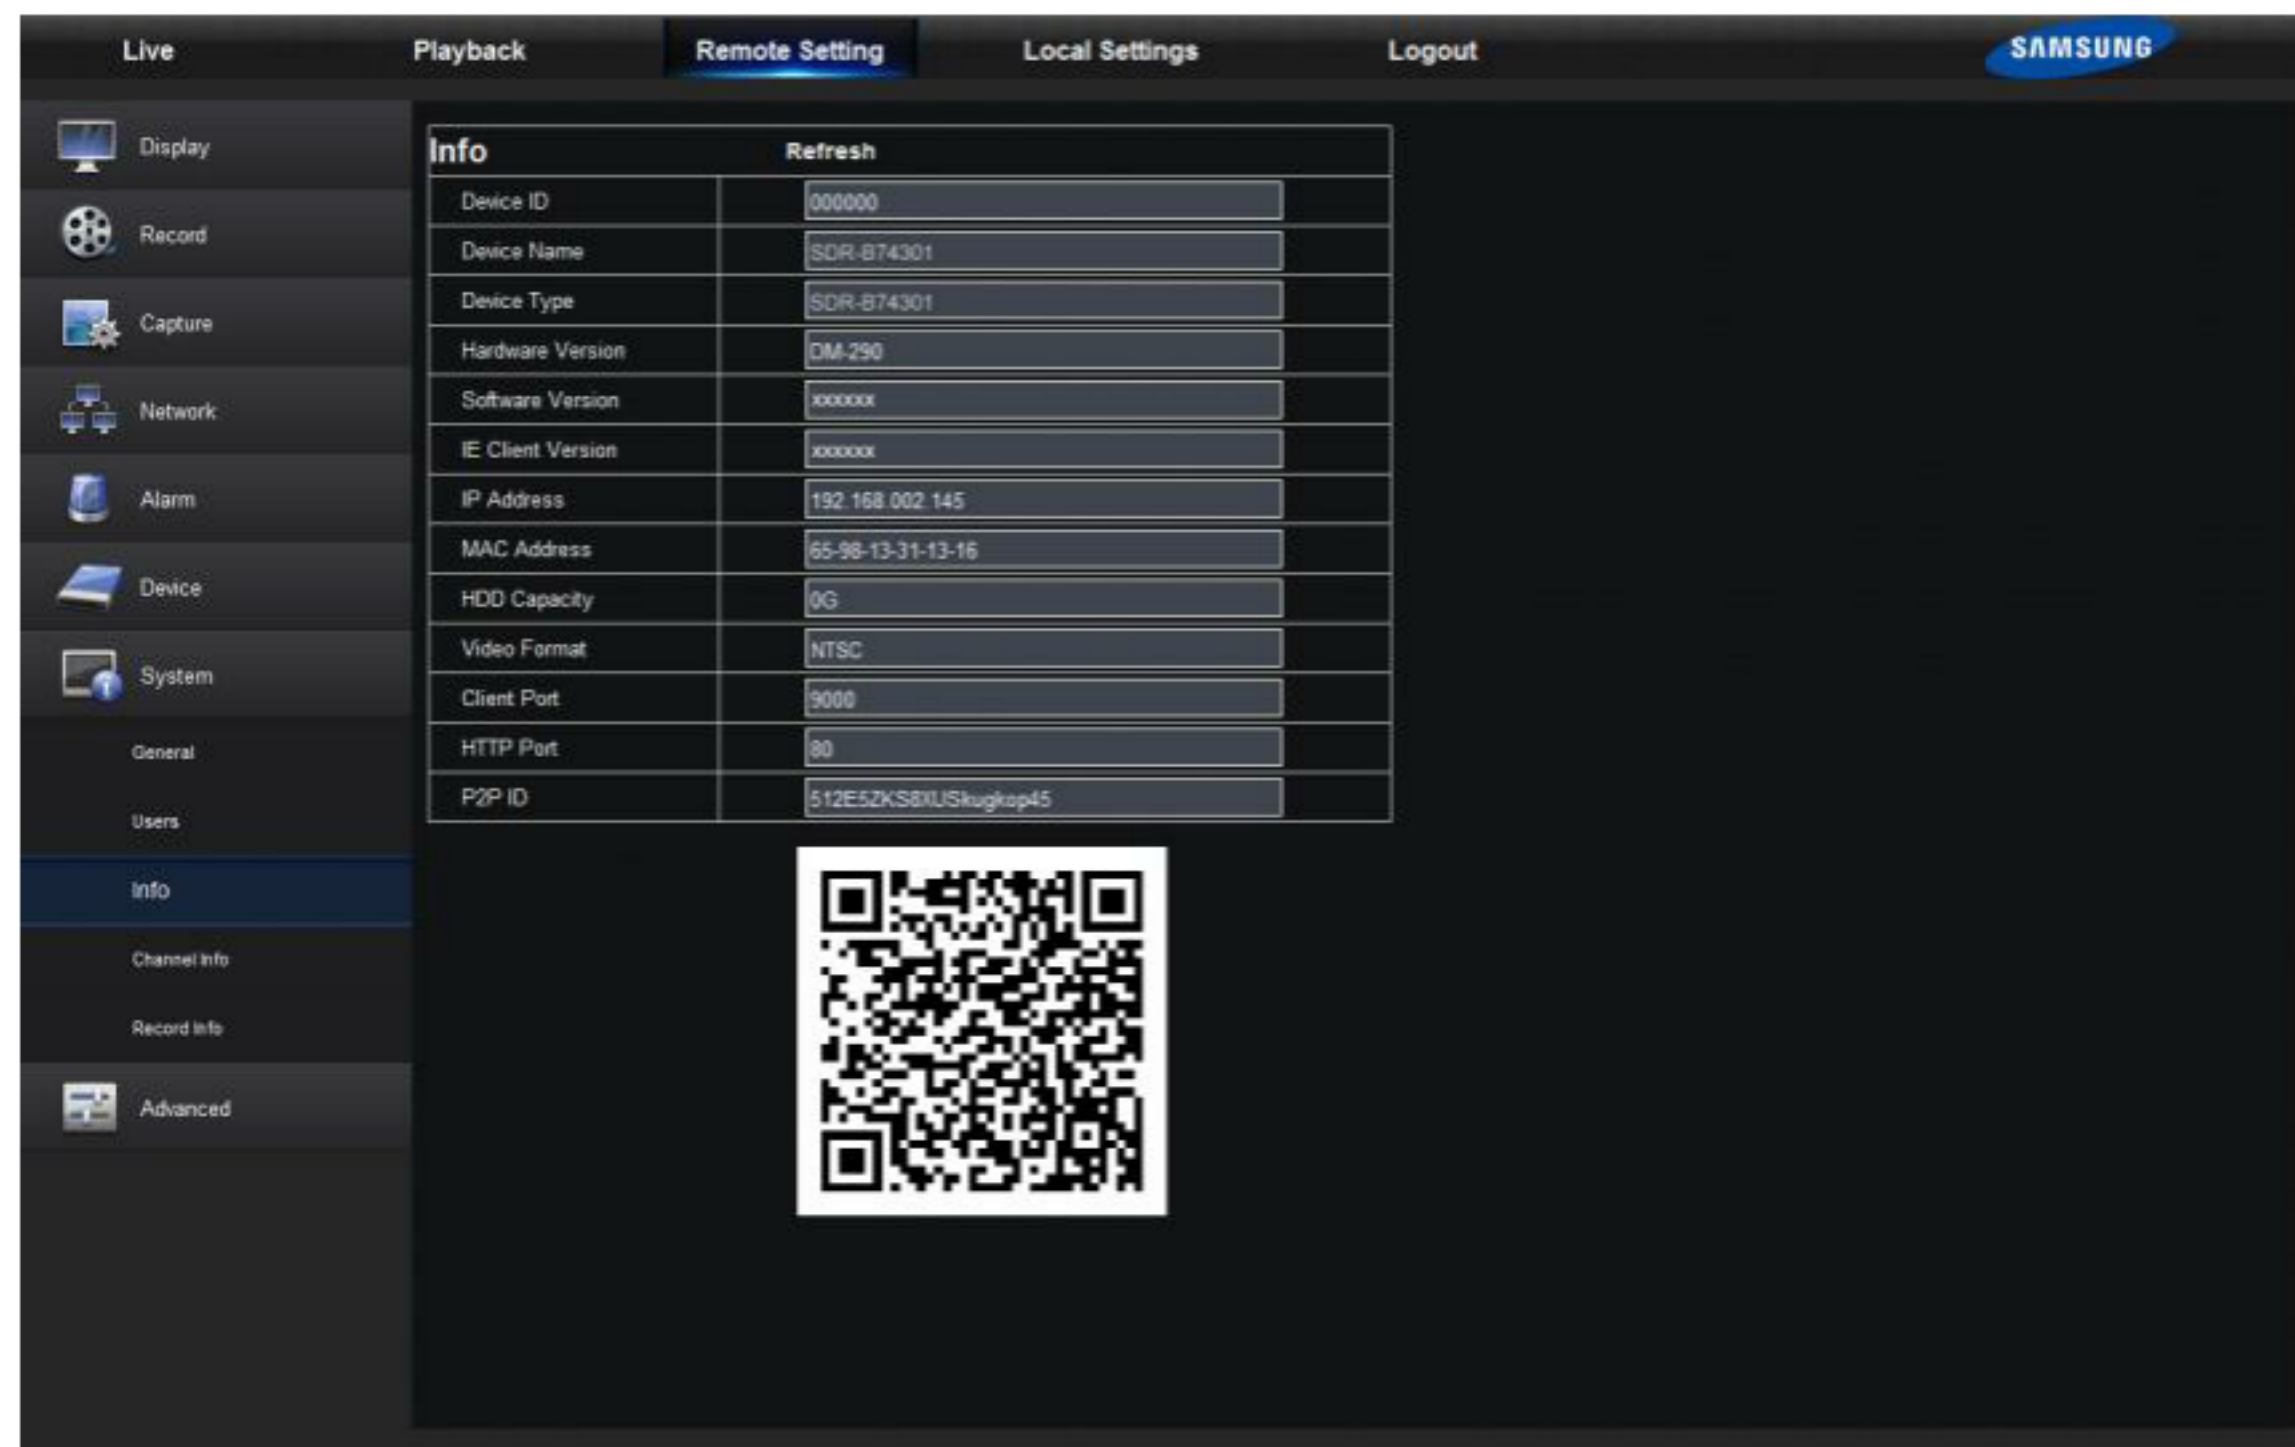 Live Playback Remote Setting Local Settings Logout SAMSUNG
Display
Record
Capture
Network
Alarm
Device
System
General
Users
Info
Channel Info
Record Info
Advanced
Info Refresh
Device ID 000000
Device Name SDR-B74301
Device Type SDR-B74301
Hardware Version DM-290
Software Version xxxxxx
IE Client Version xxxxxx
IP Address 192.168.002.145
MAC Address 65-98-13-31-13-16
HDD Capacity 0G
Video Format NTSC
Client Port 9000
HTTP Port 80
P2P ID 512E5ZKS8XUSkugkop45